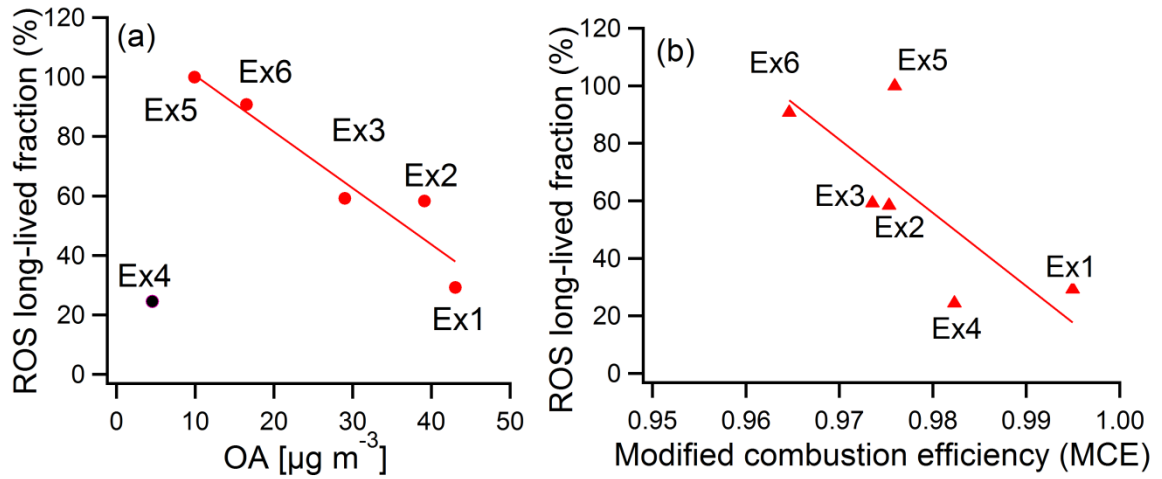 (a)
ROS long-lived fraction (%)
120
100
80
60
40
20
0
Ex5
Ex6
Ex3
Ex2
Ex4
Ex1
0 10 20 30 40 50
OA [µg m⁻³]
(b)
ROS long-lived fraction (%)
120
100
80
60
40
20
0
Ex6
Ex5
Ex3
Ex2
Ex1
Ex4
0.95 0.96 0.97 0.98 0.99 1.00
Modified combustion efficiency (MCE)